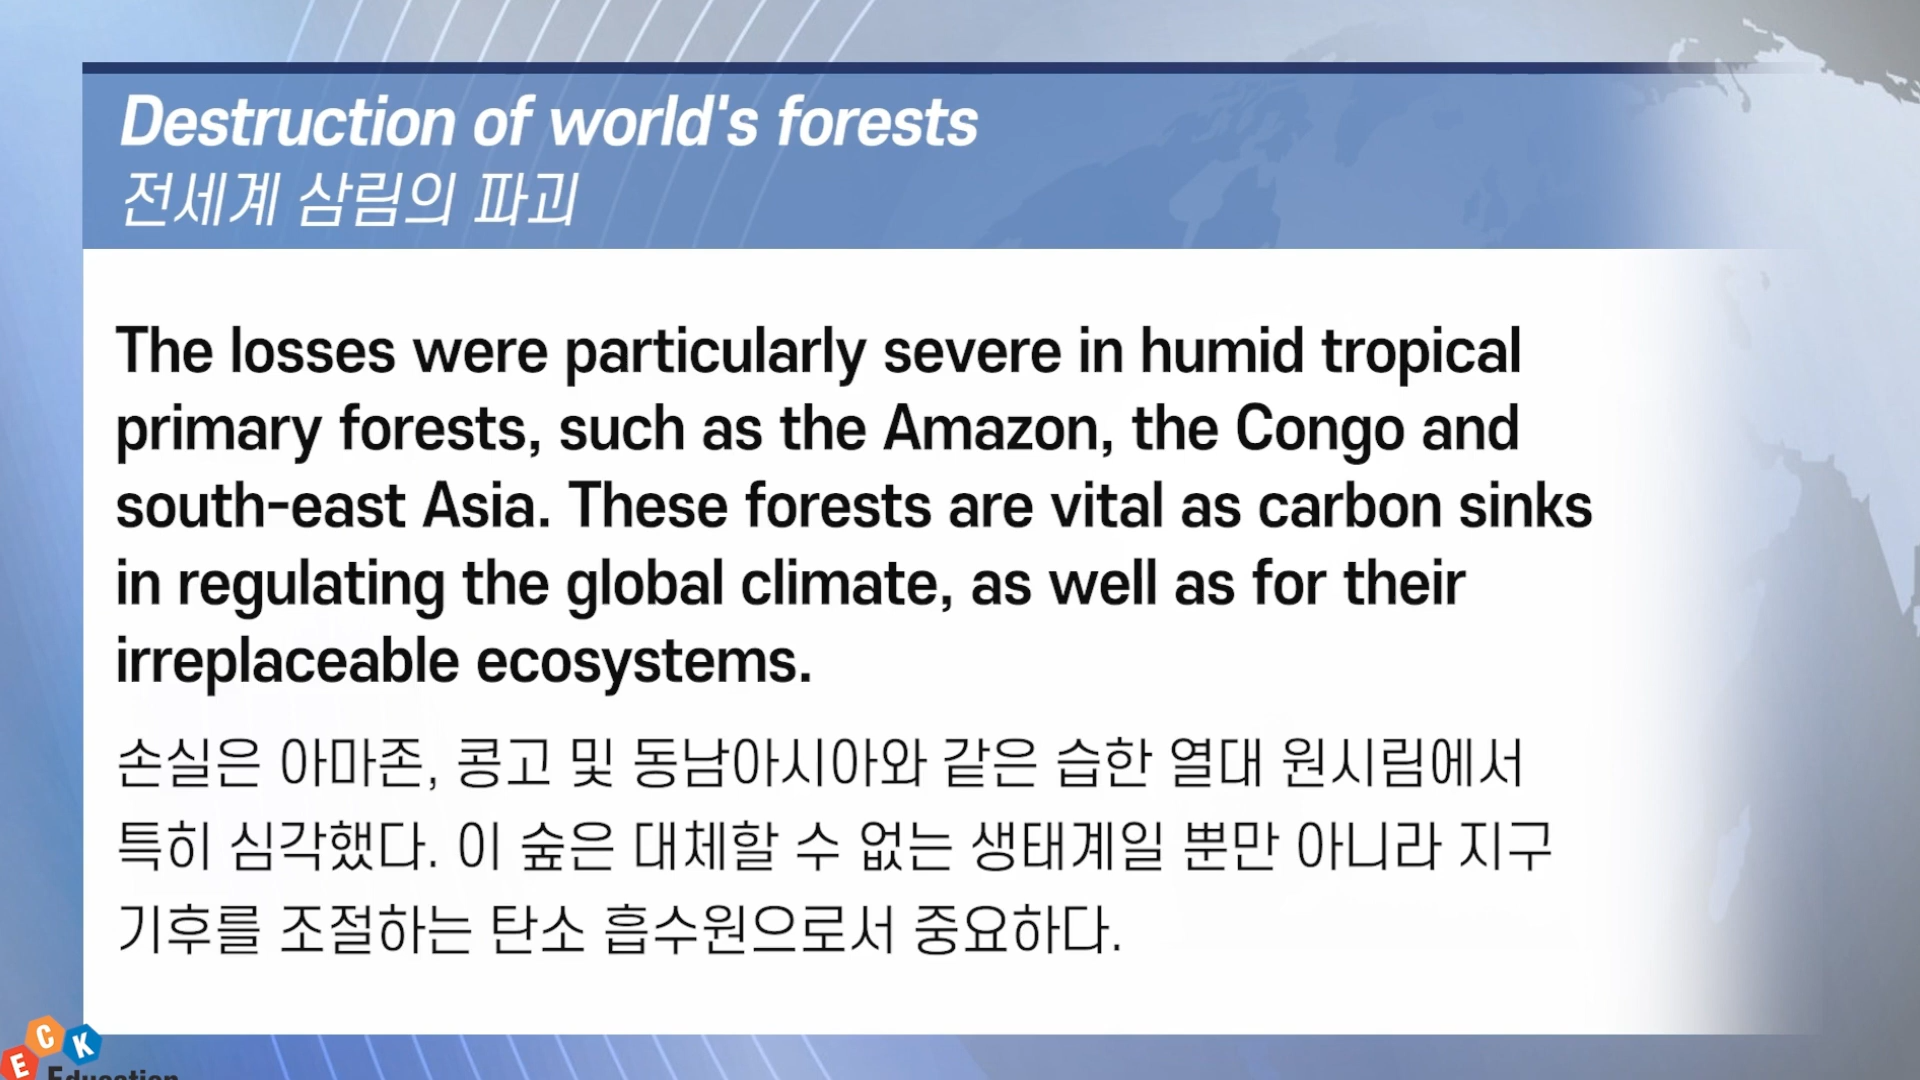 Destruction of world's forests
전세계 삼림의 파괴
The losses were particularly severe in humid tropical
primary forests, such as the Amazon, the Congo and
south-east Asia. These forests are vital as carbon sinks
in regulating the global climate, as well as for their
irreplaceable ecosystems.
손실은 아마존, 콩고 및 동남아시아와 같은 습한 열대 원시림에서
특히 심각했다. 이 숲은 대체할 수 없는 생태계일 뿐만 아니라 지구
기후를 조절하는 탄소 흡수원으로서 중요하다.
ECK
Education